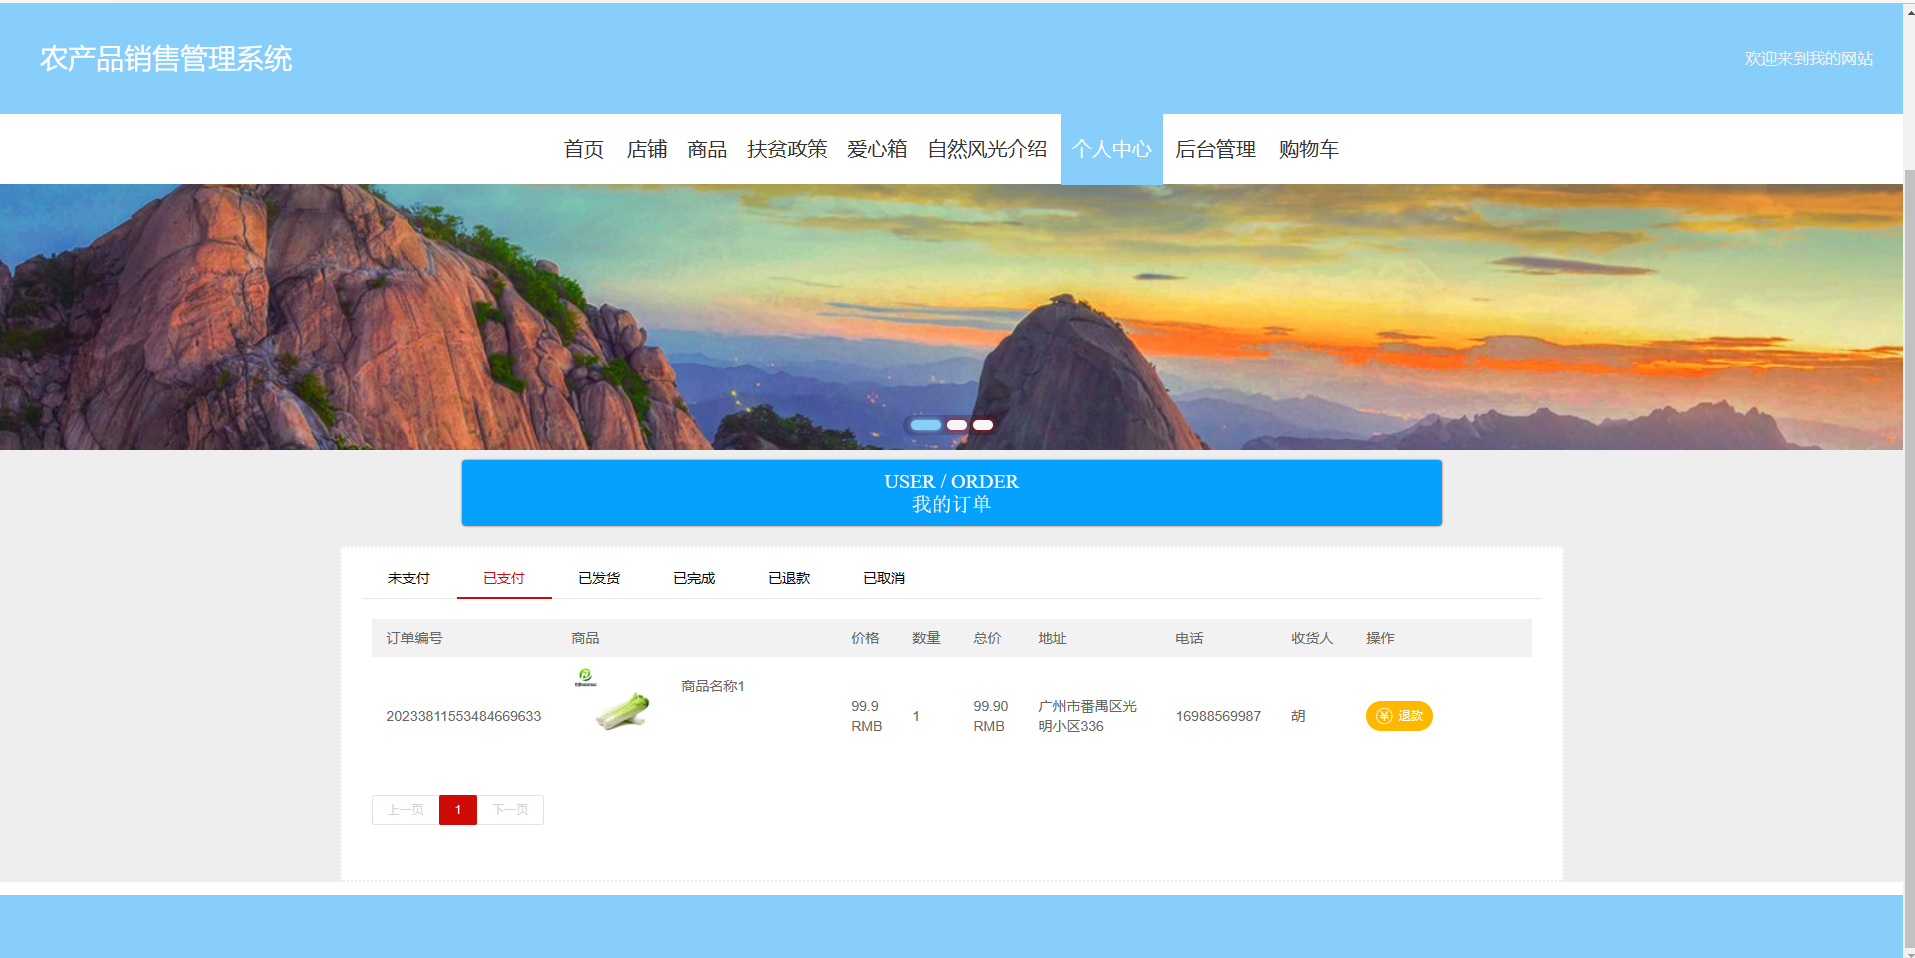 农产品销售管理系统
欢迎来到我的网站
首页 店铺 商品 扶贫政策 爱心箱 自然风光介绍 个人中心 后台管理 购物车
USER / ORDER
我的订单
未支付 已支付 已发货 已完成 已退款 已取消
订单编号 商品 价格 数量 总价 地址 电话 收货人 操作
商品名称1
20233811553484669633
99.9
RMB
1
99.90
RMB
广州市番禺区光
明小区336
16988569987
胡
退款
上一页 1 下一页